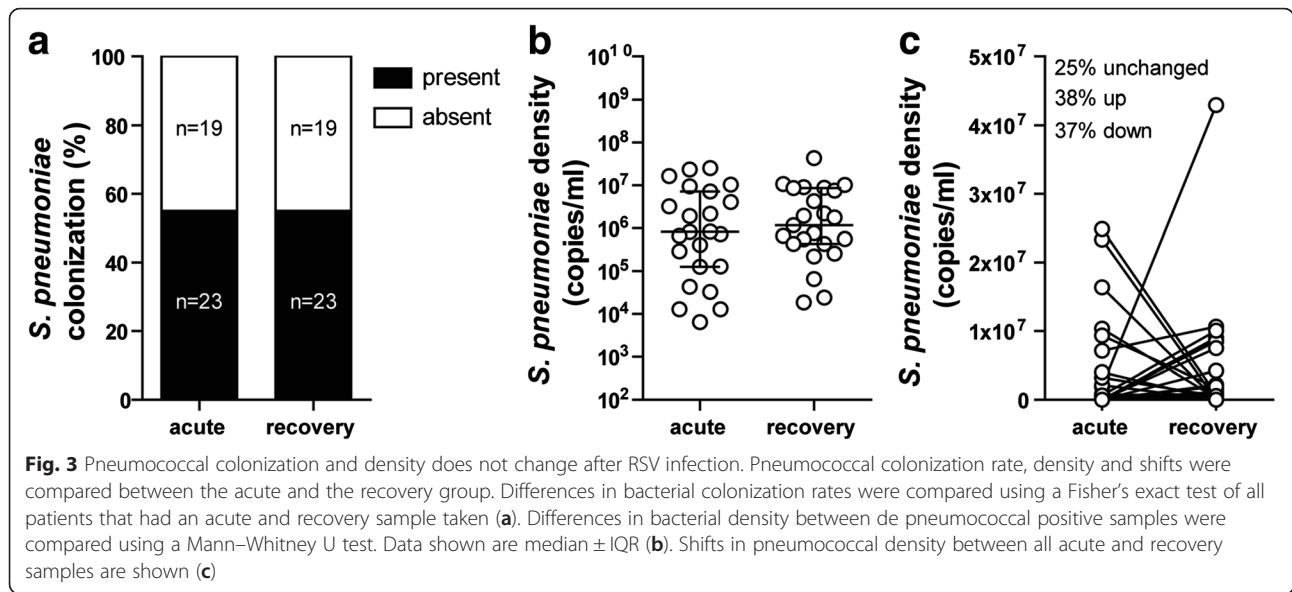 a
100
80
60
40
20
0
S. pneumoniae
colonization (%)
n=19
n=19
n=23
n=23
acute
recovery
present
absent
b
10^10
10^9
10^8
10^7
10^6
10^5
10^4
10^3
10^2
S. pneumoniae density
(copies/ml)
acute
recovery
c
5x10^7
4x10^7
3x10^7
2x10^7
1x10^7
0
S. pneumoniae density
(copies/ml)
25% unchanged
38% up
37% down
acute
recovery
Fig. 3 Pneumococcal colonization and density does not change after RSV infection. Pneumococcal colonization rate, density and shifts were
compared between the acute and the recovery group. Differences in bacterial colonization rates were compared using a Fisher's exact test of all
patients that had an acute and recovery sample taken (a). Differences in bacterial density between de pneumococcal positive samples were
compared using a Mann–Whitney U test. Data shown are median ± IQR (b). Shifts in pneumococcal density between all acute and recovery
samples are shown (c)